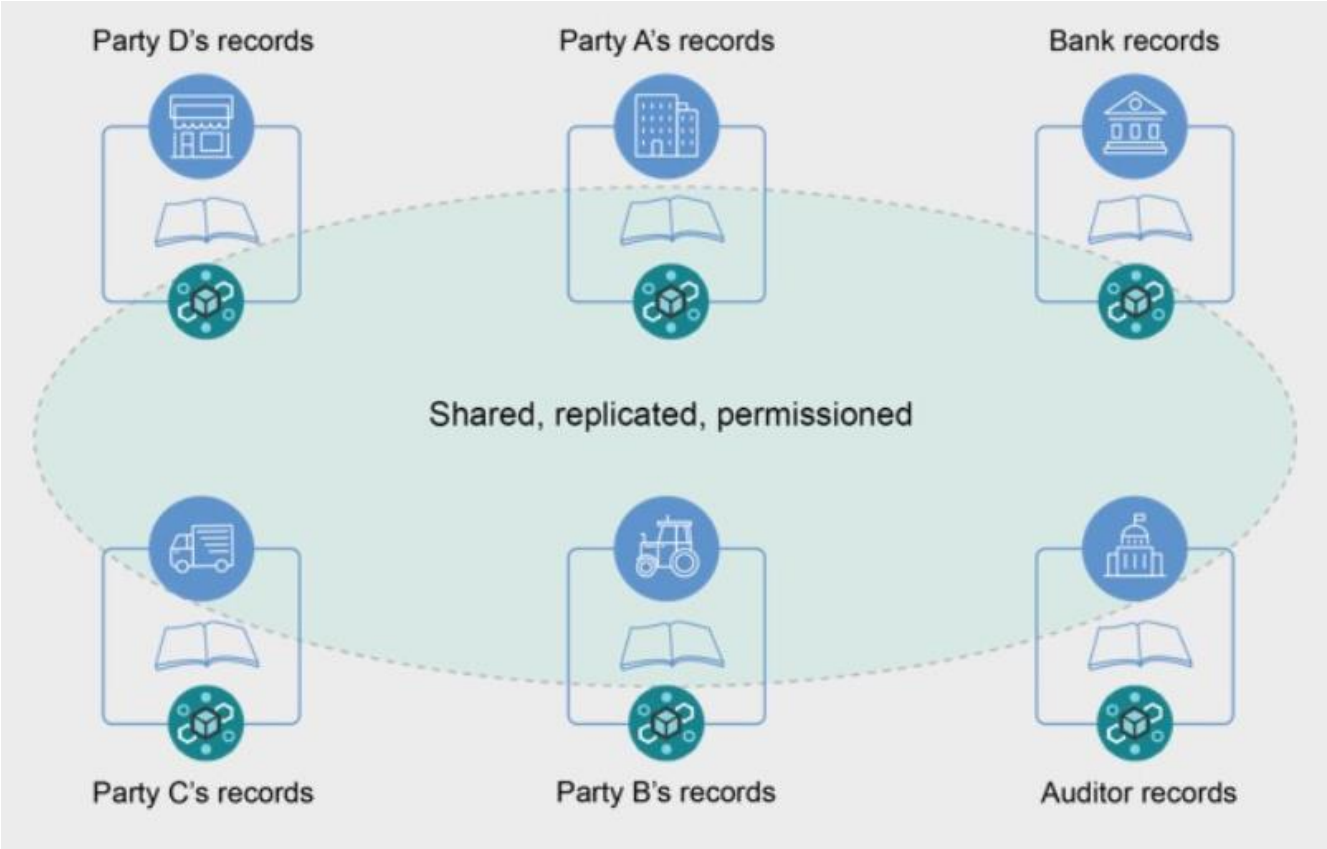 Party D’s records
Party A’s records
Bank records
Shared, replicated, permissioned
Party C’s records
Party B’s records
Auditor records